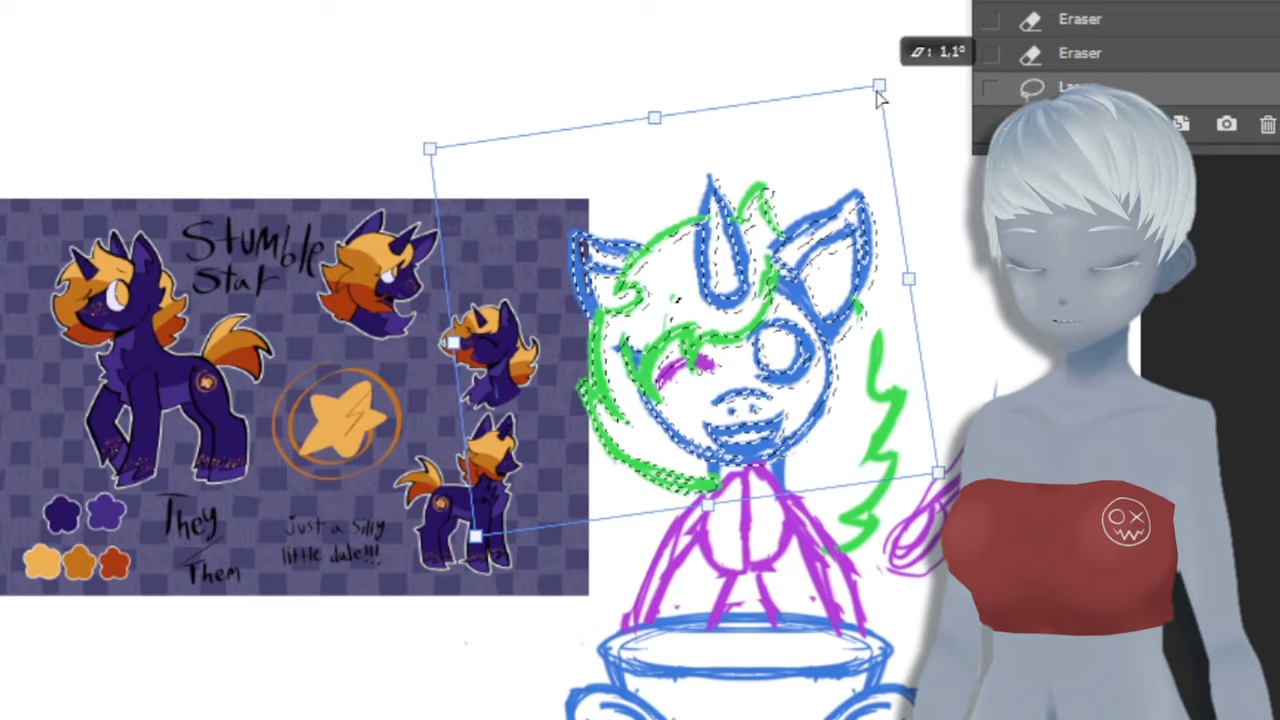 Eraser
Eraser
: 1,1°
Stumble
Star
They
Them
Just a silly
little dude!!!